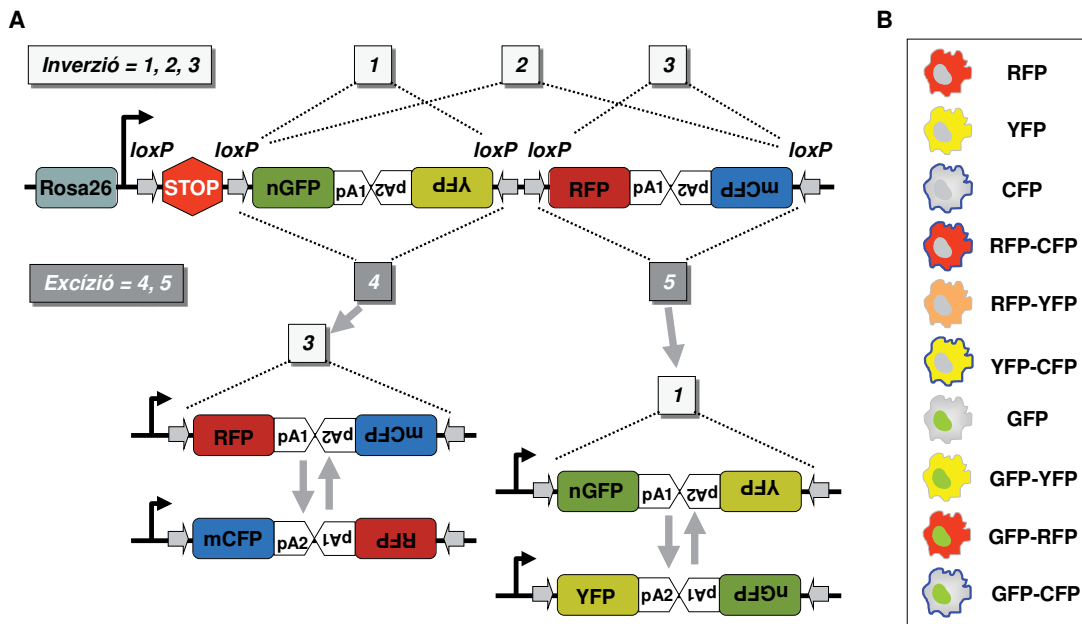 A
B
Inverzió = 1, 2, 3
1
2
3
loxP
loxP
loxP
loxP
loxP
Rosa26
STOP
nGFP
pA1
pA2
YFP
RFP
pA1
pA2
mCFP
Excízió = 4, 5
4
5
3
1
RFP
pA1
pA2
mCFP
mCFP
pA2
pA1
RFP
nGFP
pA1
pA2
YFP
YFP
pA2
pA1
nGFP
RFP
YFP
CFP
RFP-CFP
RFP-YFP
YFP-CFP
GFP
GFP-YFP
GFP-RFP
GFP-CFP